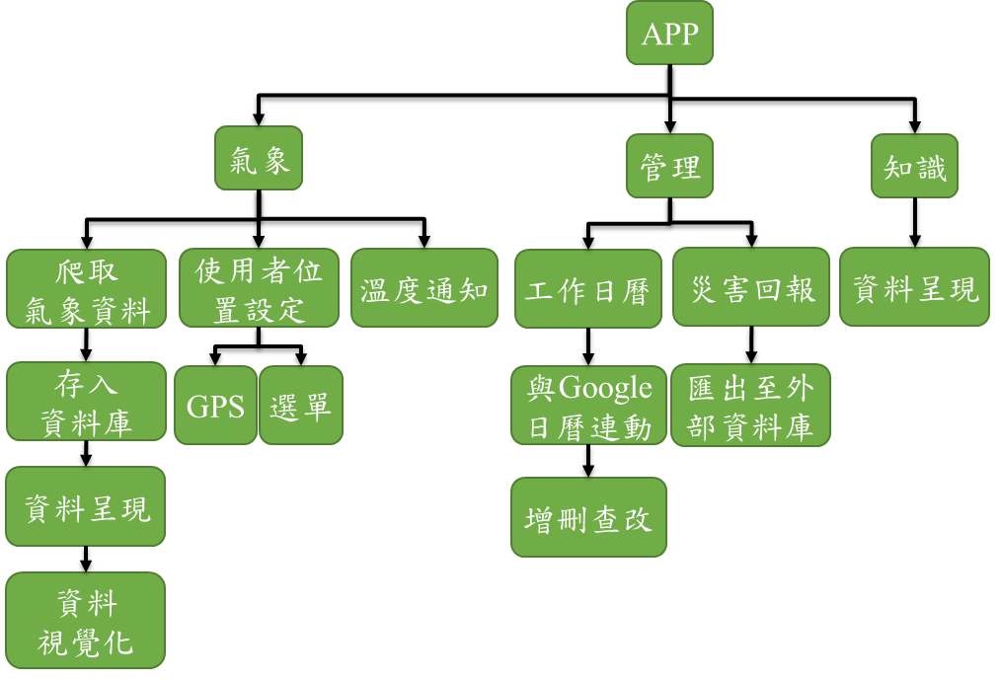 APP
氣象
管理
知識
爬取
氣象資料
使用者位
置設定
溫度通知
工作日曆
災害回報
資料呈現
存入
資料庫
GPS
選單
與Google
日曆連動
匯出至外
部資料庫
資料呈現
增刪查改
資料
視覺化